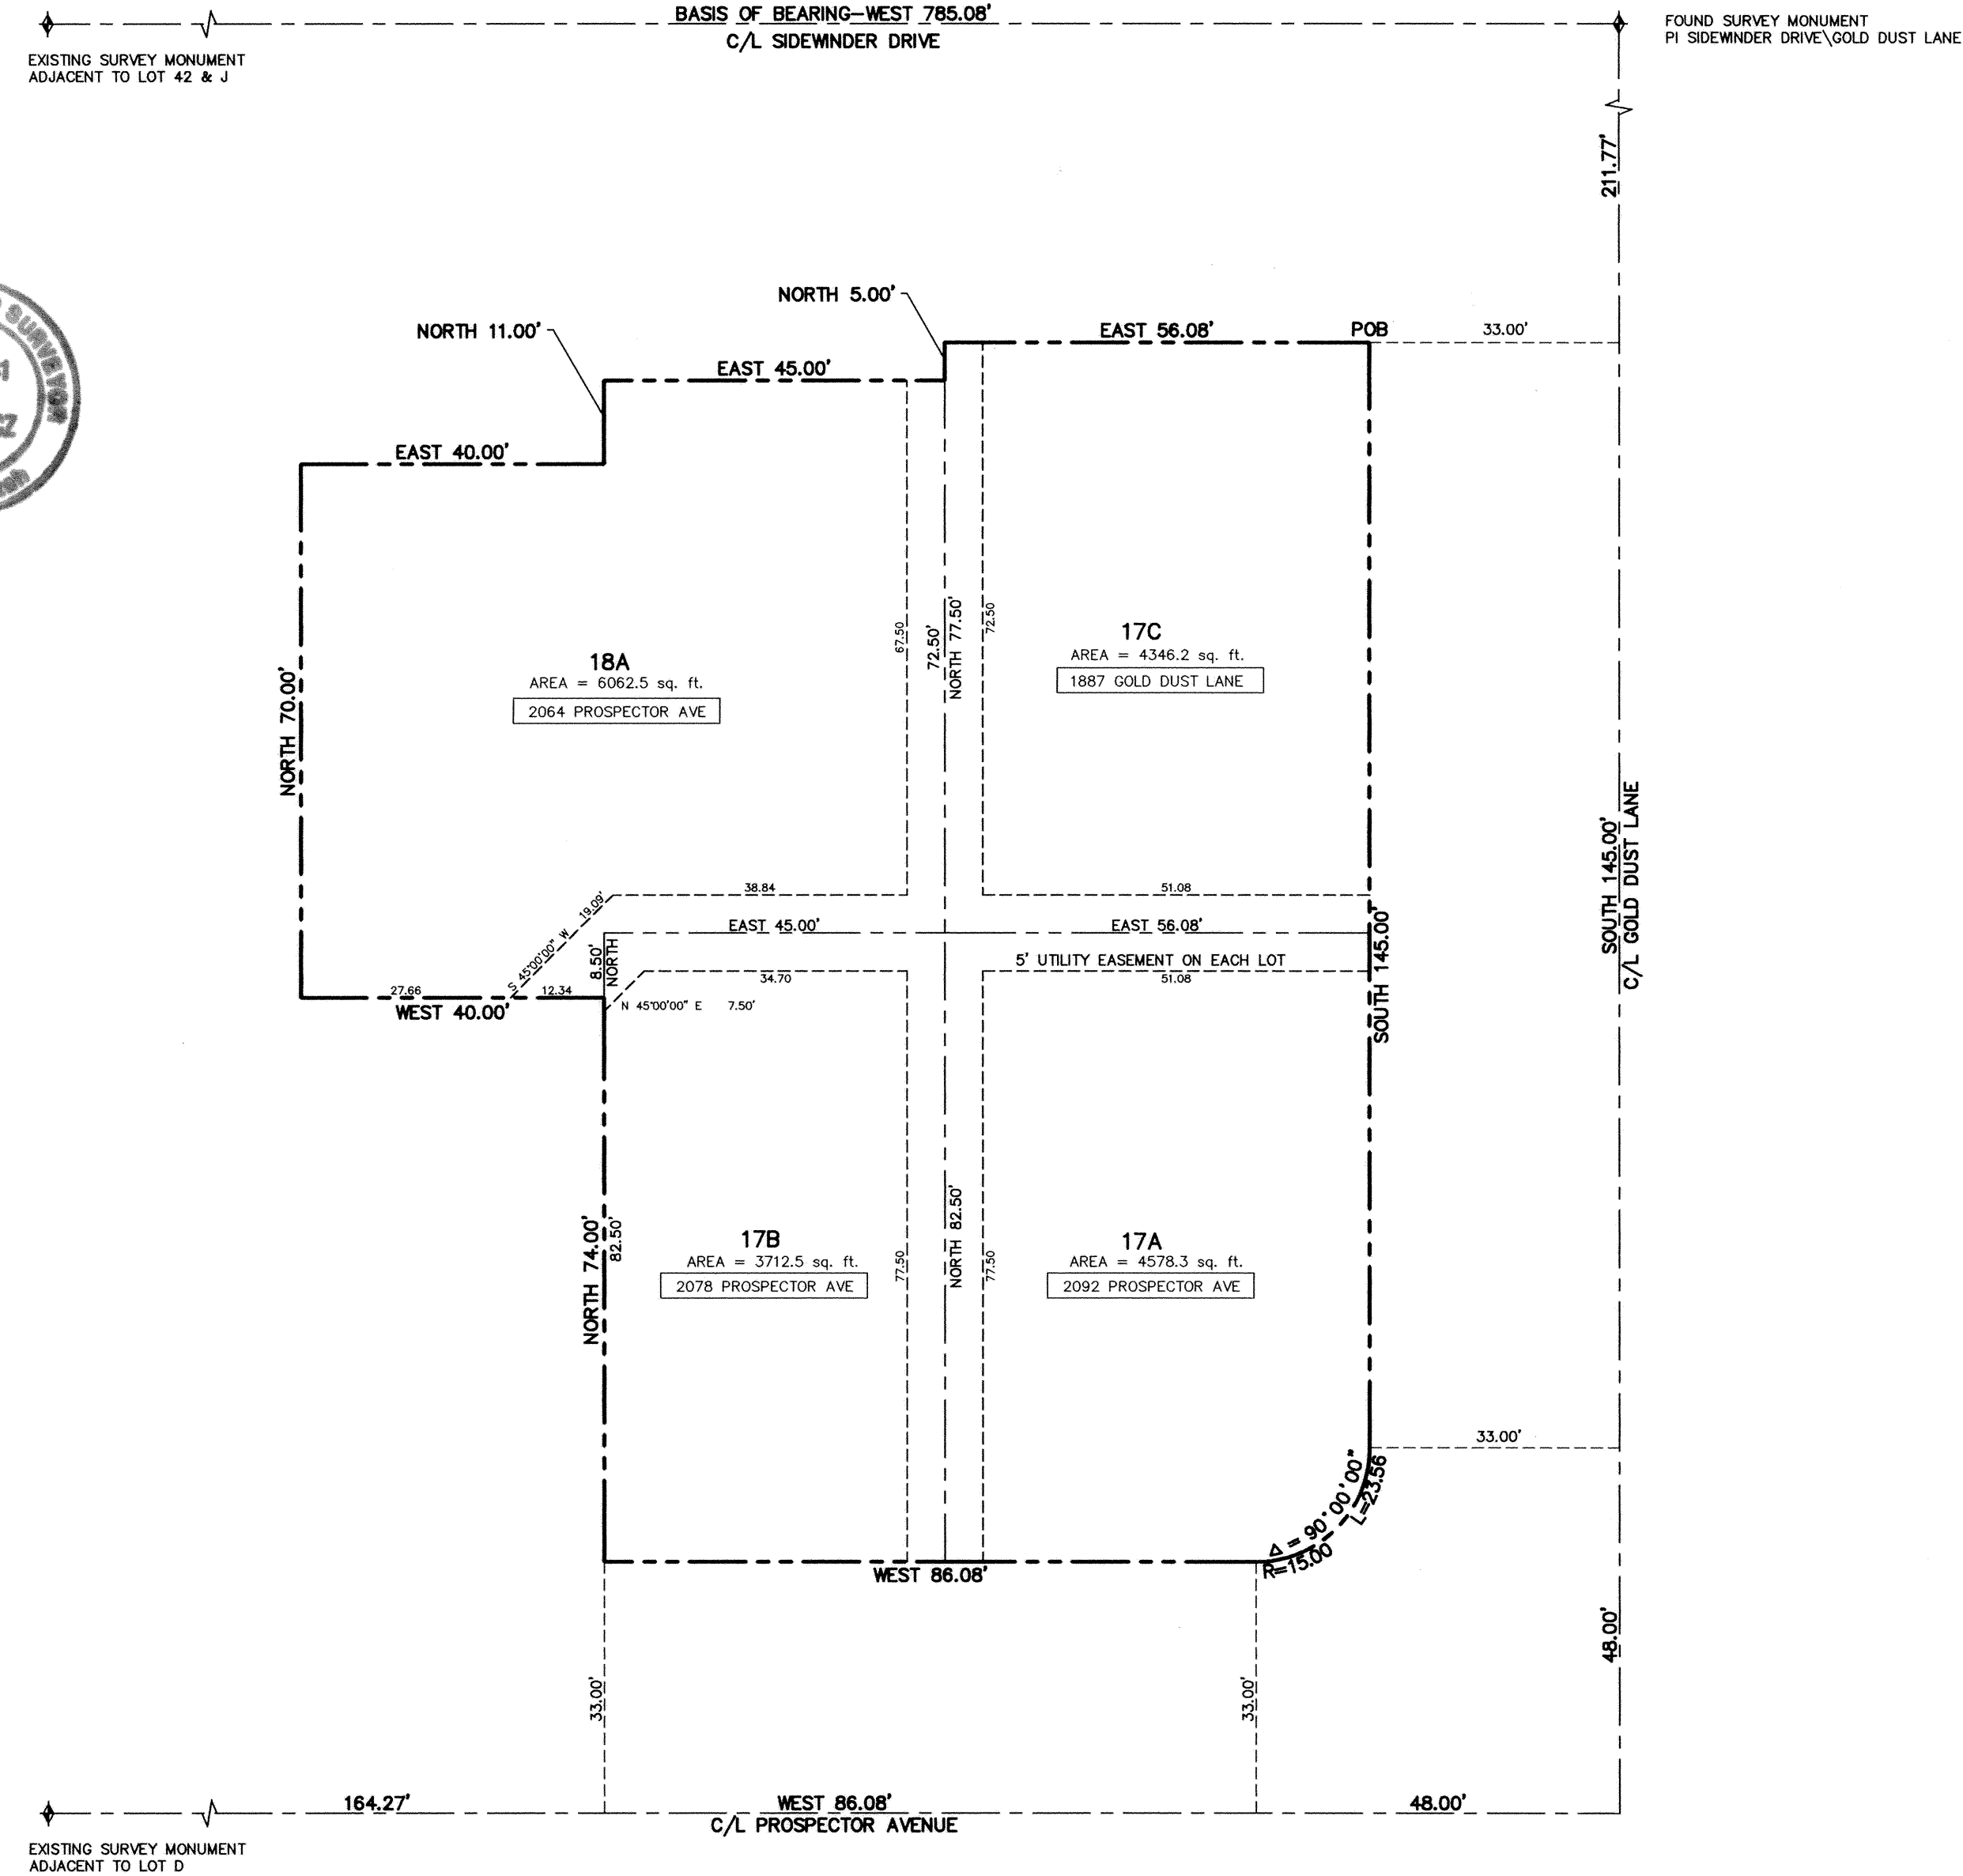 BASIS OF BEARING-WEST 785.08'
C/L SIDEWINDER DRIVE
FOUND SURVEY MONUMENT
PI SIDEWINDER DRIVE\GOLD DUST LANE
EXISTING SURVEY MONUMENT
ADJACENT TO LOT 42 & J
211.77'
SURVEYOR
NORTH 5.00'
NORTH 11.00'
EAST 56.08'
POB
33.00'
EAST 45.00'
EAST 40.00'
67.50
72.50'
NORTH 77.50'
72.50
17C
AREA = 4346.2 sq. ft.
1887 GOLD DUST LANE
18A
AREA = 6062.5 sq. ft.
2064 PROSPECTOR AVE
NORTH 70.00'
SOUTH 145.00'
C/L GOLD DUST LANE
38.84
51.08
S 45°00'00" W 19.09'
EAST 45.00'
EAST 56.08'
8.50'
NORTH
5' UTILITY EASEMENT ON EACH LOT
34.70
51.08
SOUTH 145.00'
27.66
12.34
WEST 40.00'
N 45°00'00" E 7.50'
NORTH 74.00'
82.50'
17B
AREA = 3712.5 sq. ft.
2078 PROSPECTOR AVE
77.50
NORTH 82.50'
77.50
17A
AREA = 4578.3 sq. ft.
2092 PROSPECTOR AVE
33.00'
Δ = 90°00'00"
L=23.56
R=15.00
WEST 86.08'
48.00'
33.00'
33.00'
164.27'
WEST 86.08'
48.00'
C/L PROSPECTOR AVENUE
EXISTING SURVEY MONUMENT
ADJACENT TO LOT D